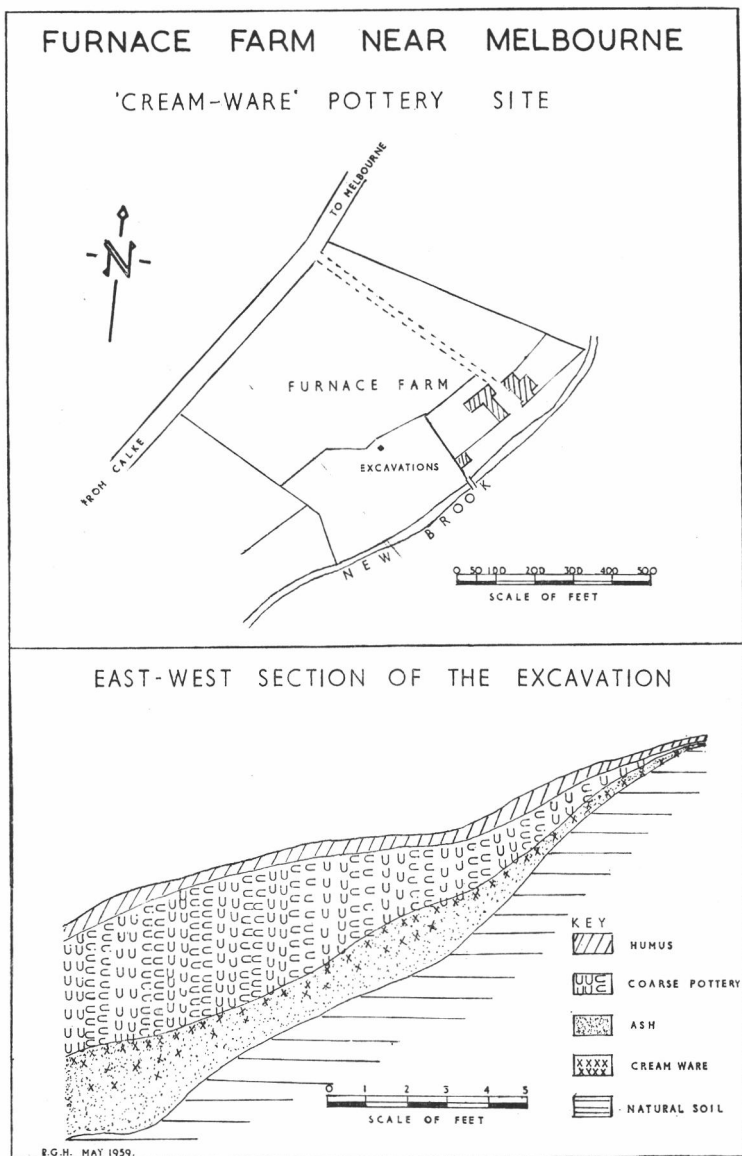 FURNACE FARM NEAR MELBOURNE
'CREAM-WARE' POTTERY SITE
TO MELBOURNE
N
FURNACE FARM
EXCAVATIONS
FROM CALKE
NEW BROOK
0 50 100 200 300 400 500
SCALE OF FEET
EAST-WEST SECTION OF THE EXCAVATION
KEY
HUMUS
COARSE POTTERY
ASH
CREAM WARE
NATURAL SOIL
0 1 2 3 4 5
SCALE OF FEET
R.G.H. MAY 1959.